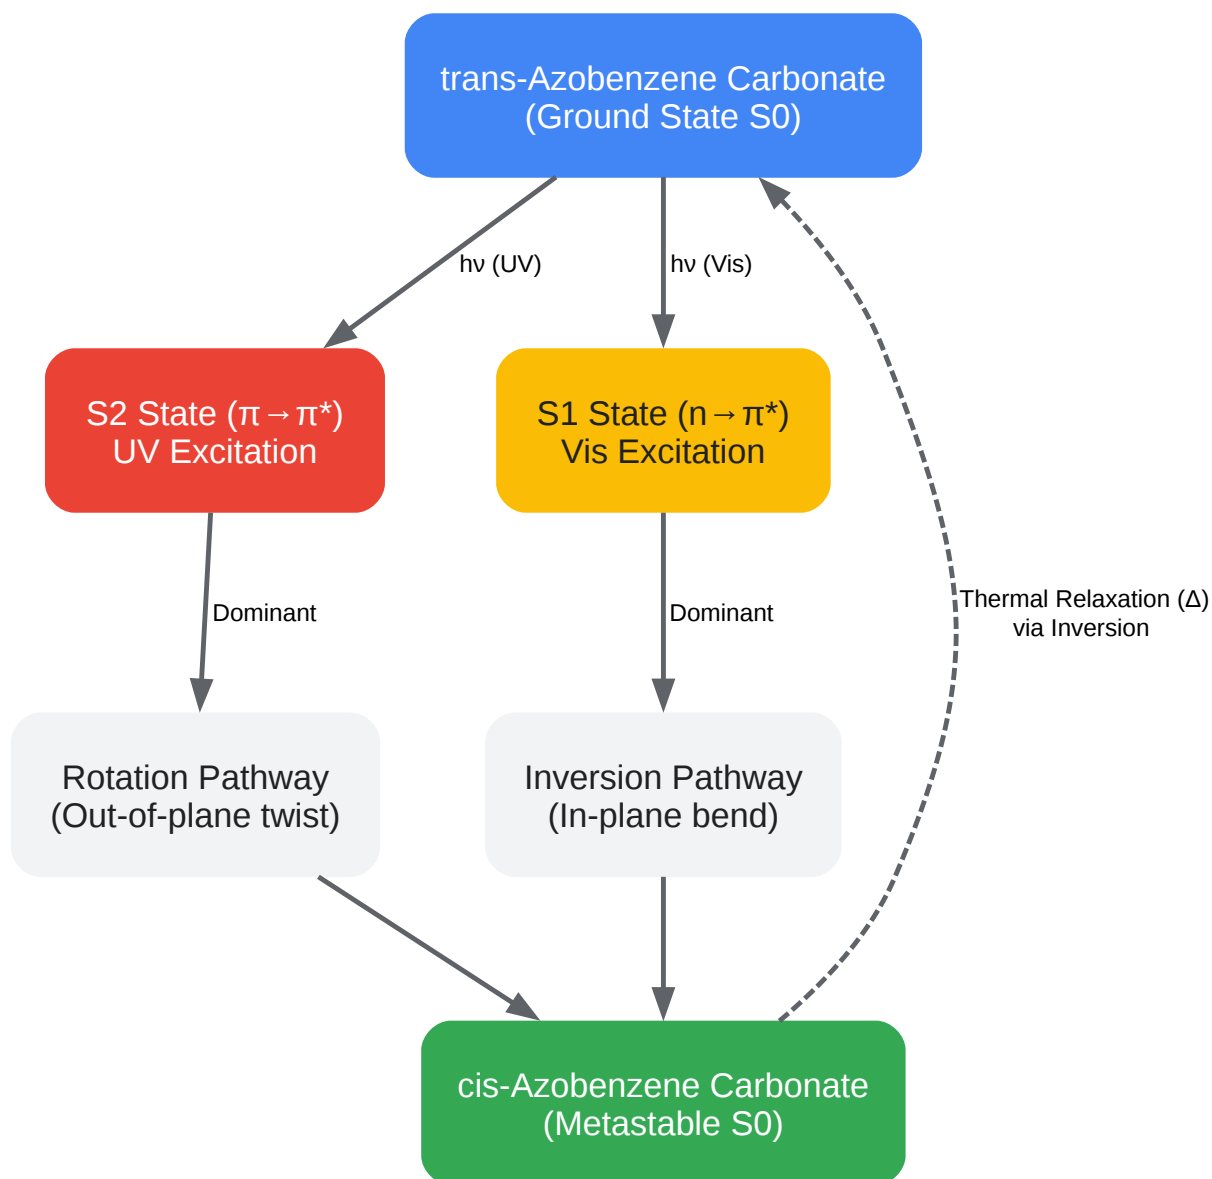 trans-Azobenzene Carbonate
(Ground State S0)
hν (UV)
hν (Vis)
S2 State (π→π*)
UV Excitation
S1 State (n→π*)
Vis Excitation
Dominant
Dominant
Thermal Relaxation (Δ)
via Inversion
Rotation Pathway
(Out-of-plane twist)
Inversion Pathway
(In-plane bend)
cis-Azobenzene Carbonate
(Metastable S0)